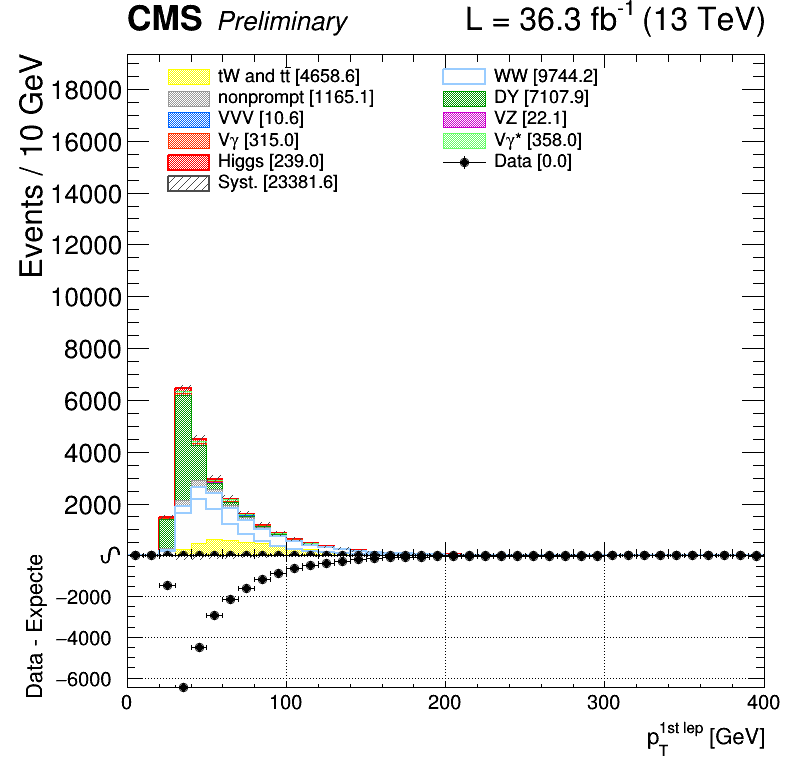 CMS Preliminary L = 36.3 fb⁻¹ (13 TeV)
Events / 10 GeV
18000
16000
14000
12000
10000
8000
6000
4000
2000
0
tW and tt̄ [4658.6]
nonprompt [1165.1]
VVV [10.6]
Vγ [315.0]
Higgs [239.0]
Syst. [23381.6]
WW [9744.2]
DY [7107.9]
VZ [22.1]
Vγ* [358.0]
Data [0.0]
Data - Expecte
−2000
−4000
−6000
0 100 200 300 400
p_T^1st lep [GeV]